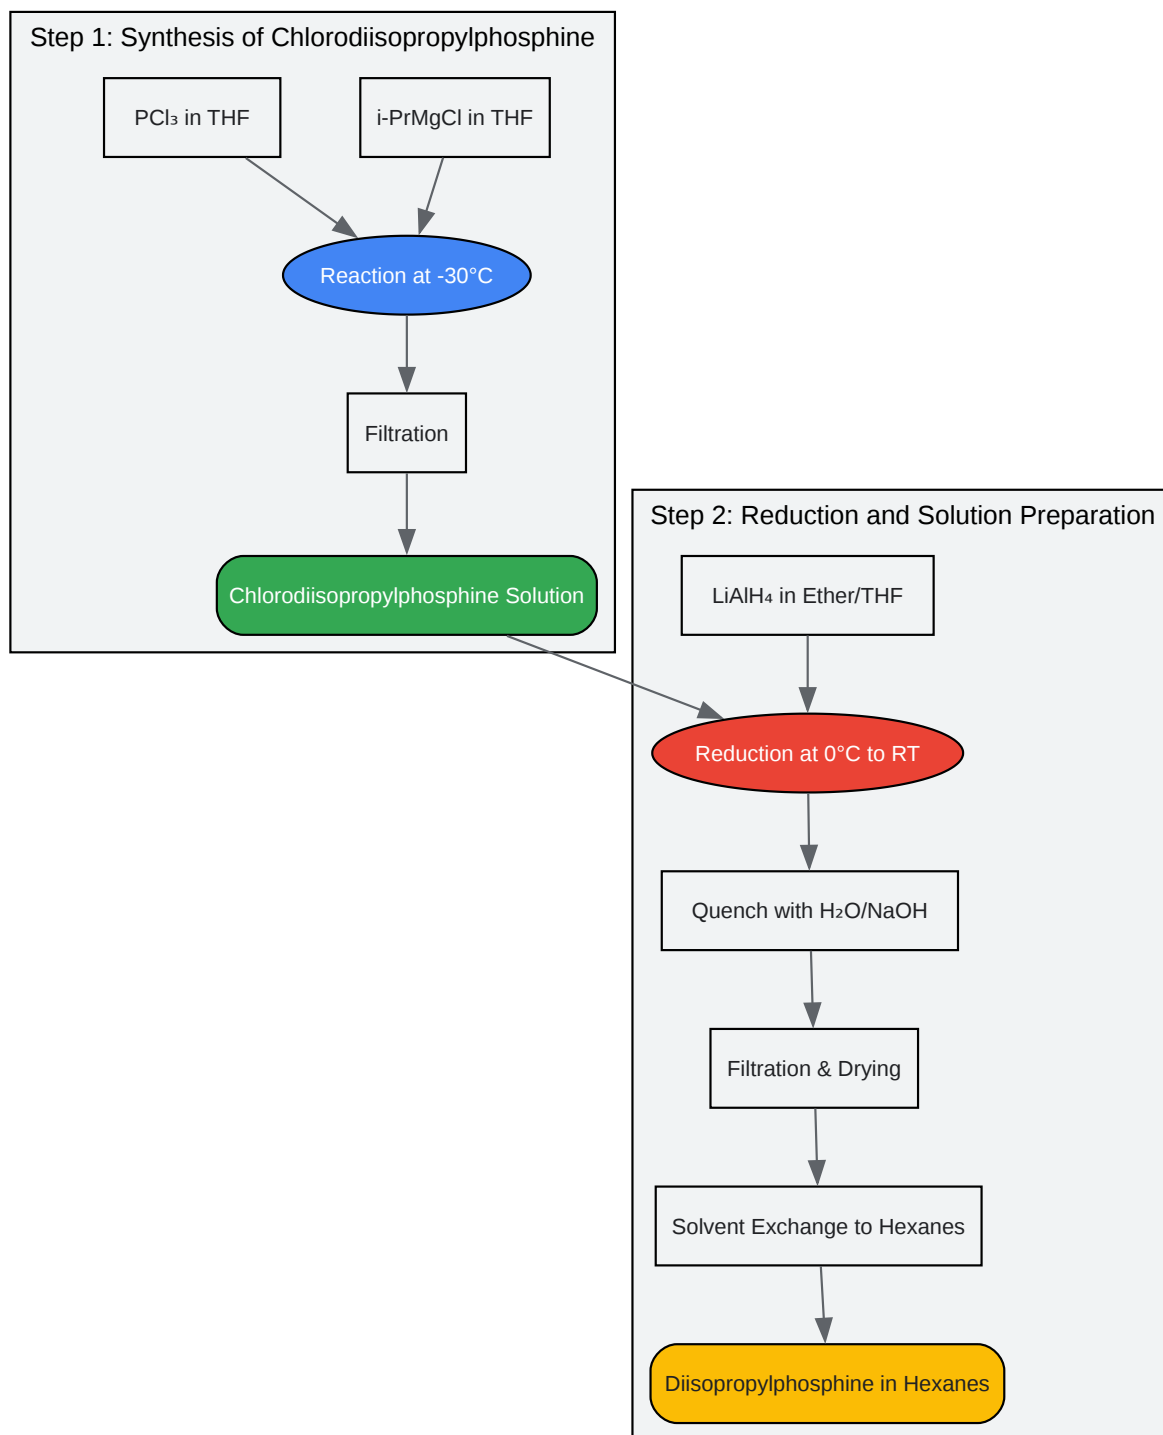 Step 1: Synthesis of Chlorodiisopropylphosphine
PCl₃ in THF
i-PrMgCl in THF
Reaction at -30°C
Filtration
Chlorodiisopropylphosphine Solution
Step 2: Reduction and Solution Preparation
LiAlH₄ in Ether/THF
Reduction at 0°C to RT
Quench with H₂O/NaOH
Filtration & Drying
Solvent Exchange to Hexanes
Diisopropylphosphine in Hexanes